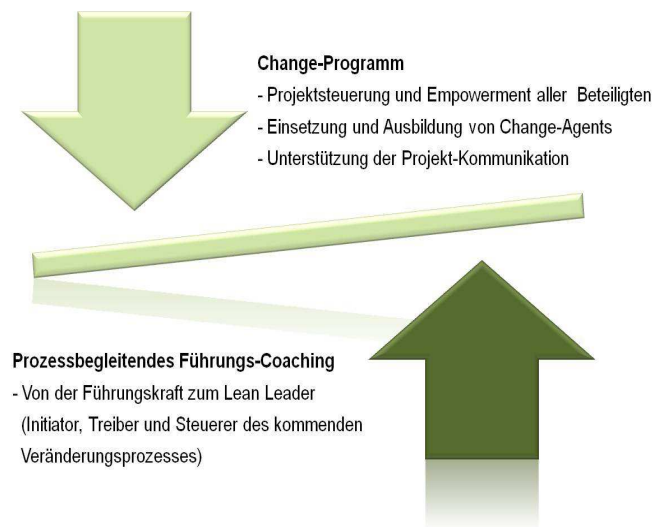 Change-Programm
- Projektsteuerung und Empowerment aller Beteiligten
- Einsetzung und Ausbildung von Change-Agents
- Unterstützung der Projekt-Kommunikation
Prozessbegleitendes Führungs-Coaching
- Von der Führungskraft zum Lean Leader
(Initiator, Treiber und Steuerer des kommenden
Veränderungsprozesses)